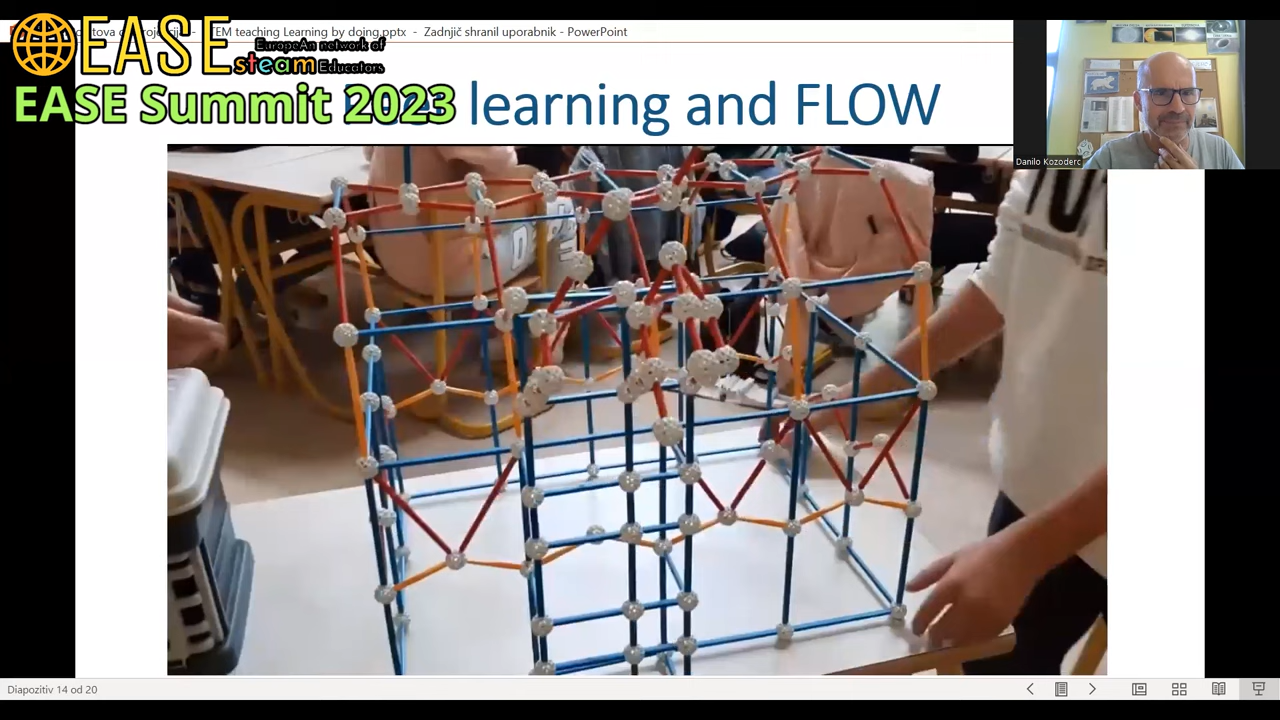 TEM teaching Learning by doing.pptx - Zadnjič shranil uporabnik - PowerPoint
EASE
EuropeAn network of
steam Educators
EASE Summit 2023
learning and FLOW
Danilo Kozoderc
Diapozitiv 14 od 20